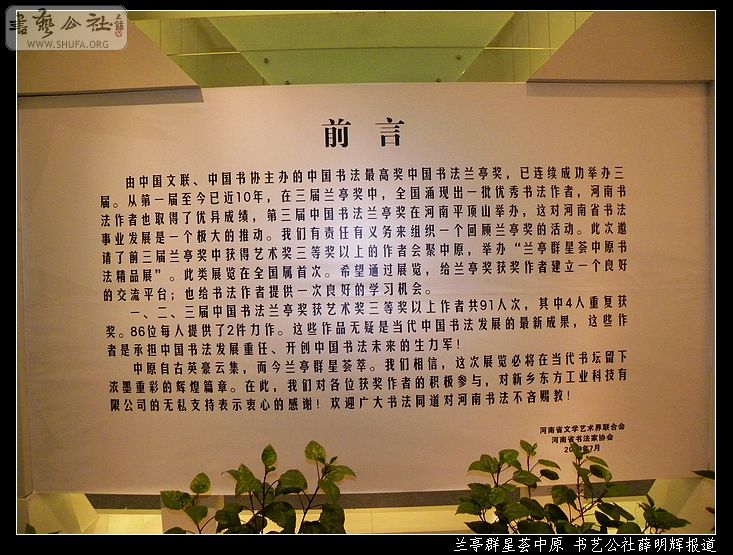 書藝公社
WWW.SHUFA.ORG
前言
由中国文联、中国书协主办的中国书法最高奖中国书法兰亭奖，已连续成功举办三
届。从第一届至今已近10年，在三届兰亭奖中，全国涌现出一批优秀书法作者，河南书
法作者也取得了优异成绩，第三届中国书法兰亭奖在河南平顶山举办，这对河南省书法
事业发展是一个极大的推动。我们有责任有义务来组织一个回顾兰亭奖的活动。此次邀
请了前三届兰亭奖中获得艺术奖三等奖以上的作者会聚中原，举办“兰亭群星荟中原书
法精品展”。此类展览在全国属首次。希望通过展览，给兰亭奖获奖作者建立一个良好
的交流平台；也给书法作者提供一次良好的学习机会。
一、二、三届中国书法兰亭奖获艺术奖三等奖以上作者共91人次，其中4人重复获
奖。86位每人提供了2件力作。这些作品无疑是当代中国书法发展的最新成果，这些作
者是承担中国书法发展重任、开创中国书法未来的生力军！
中原自古英豪云集，而今兰亭群星荟萃。我们相信，这次展览必将在当代书坛留下
浓墨重彩的辉煌篇章。在此，我们对各位获奖作者的积极参与，对新乡东方工业科技有
限公司的无私支持表示衷心的感谢！欢迎广大书法同道对河南书法不吝赐教！
河南省文学艺术界联合会
河南省书法家协会
年7月
兰亭群星荟中原 书艺公社薛明辉报道